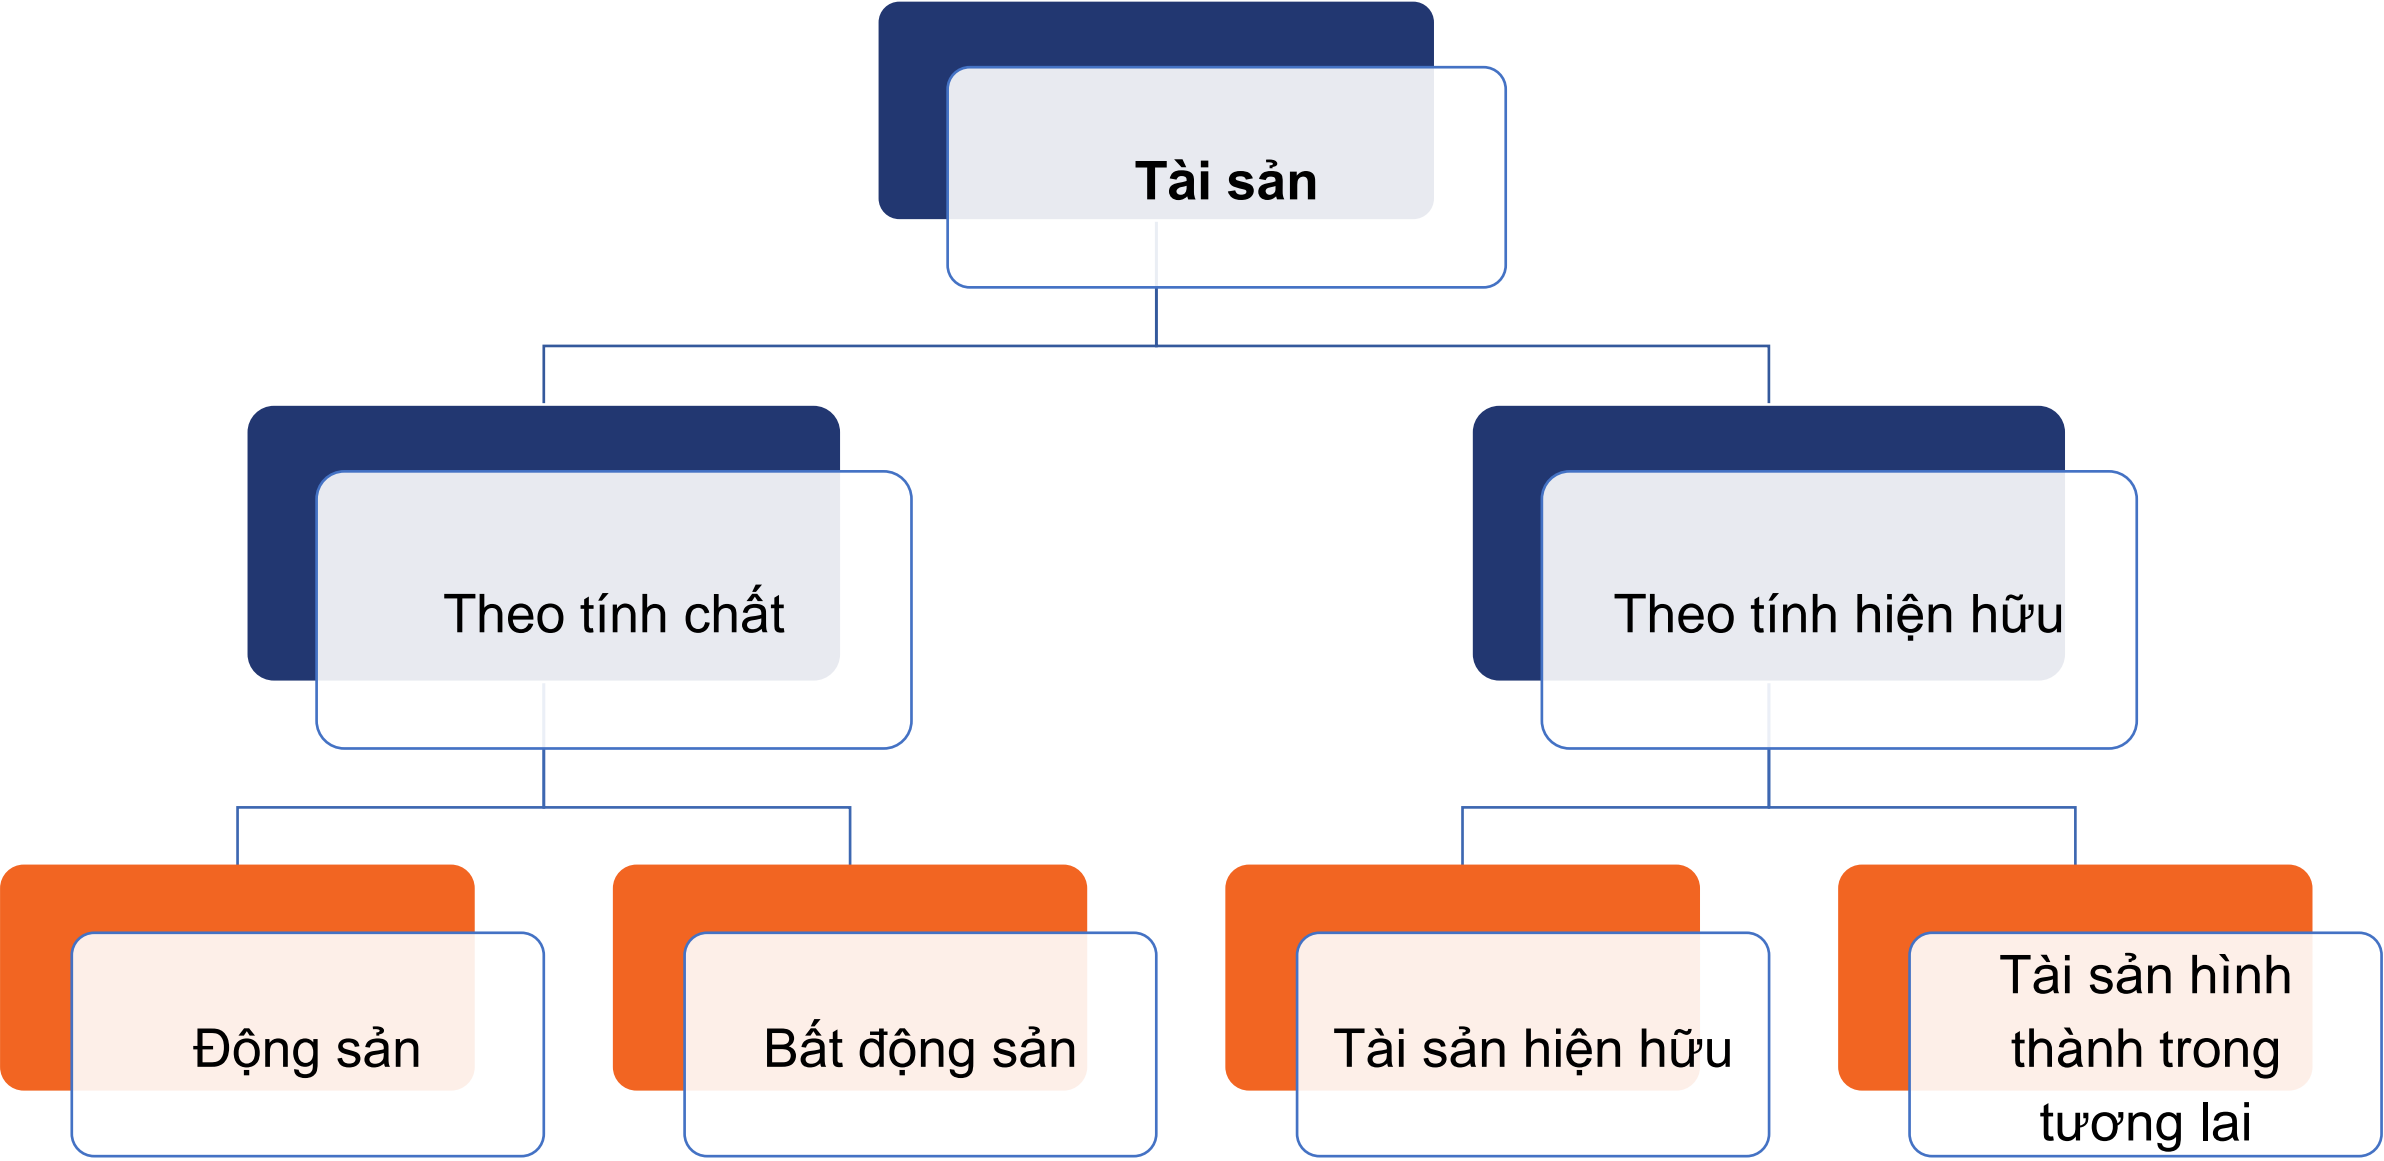 Tài sản
Theo tính chất
Theo tính hiện hữu
Động sản
Bất động sản
Tài sản hiện hữu
Tài sản hình
thành trong
tương lai